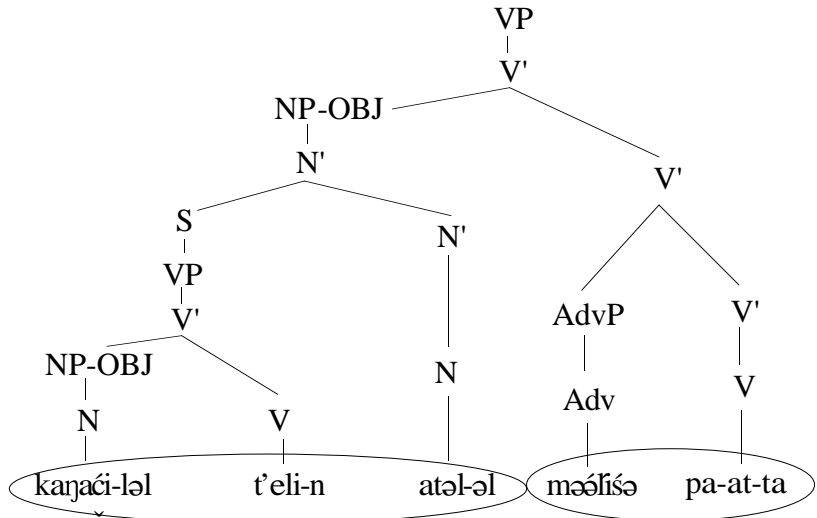 VP
V'
NP-OBJ
N'
V'
S
N'
VP
V'
AdvP
V'
NP-OBJ
N
V
Adv
N
V
kaŋaći-ləl t’eli-n atəl-əl pa-at-ta